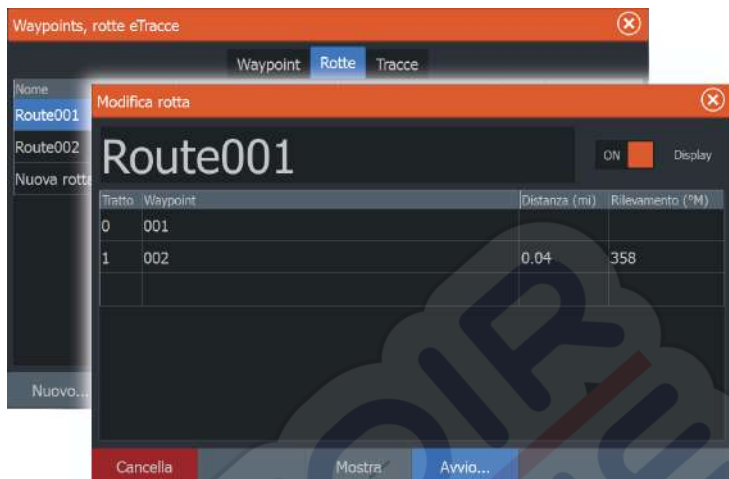 Waypoints, rotte eTracce
Waypoint Rotte Tracce
Nome
Route001
Route002
Nuova rotta
Nuovo...
Modifica rotta
Route001
ON Display
Tratto Waypoint Distanza (mi) Rilevamento (°M)
0 001
1 002 0.04 358
Cancella Mostra Avvio...